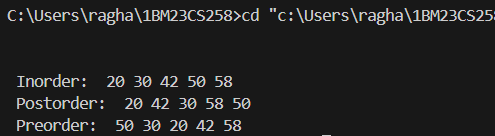 C:\Users\ragha\1BM23CS258>cd "c:\Users\ragha\1BM23CS258
Inorder: 20 30 42 50 58
Postorder: 20 42 30 58 50
Preorder: 50 30 20 42 58